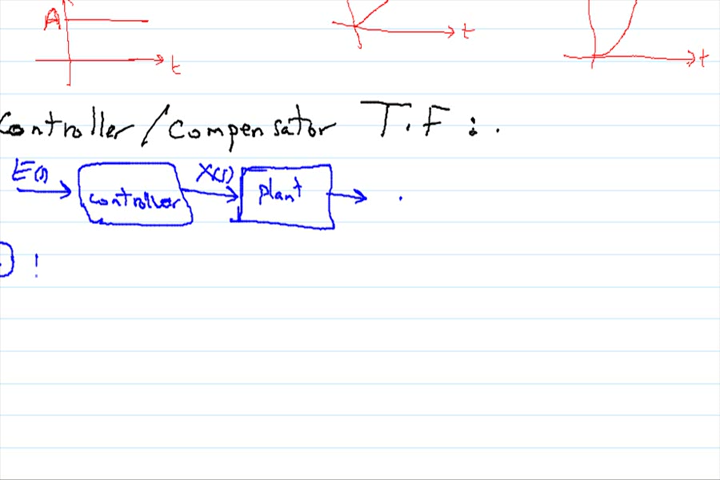 A
t t t
Controller/compensator T.F :.
E(s) X(s)
controller plant
!